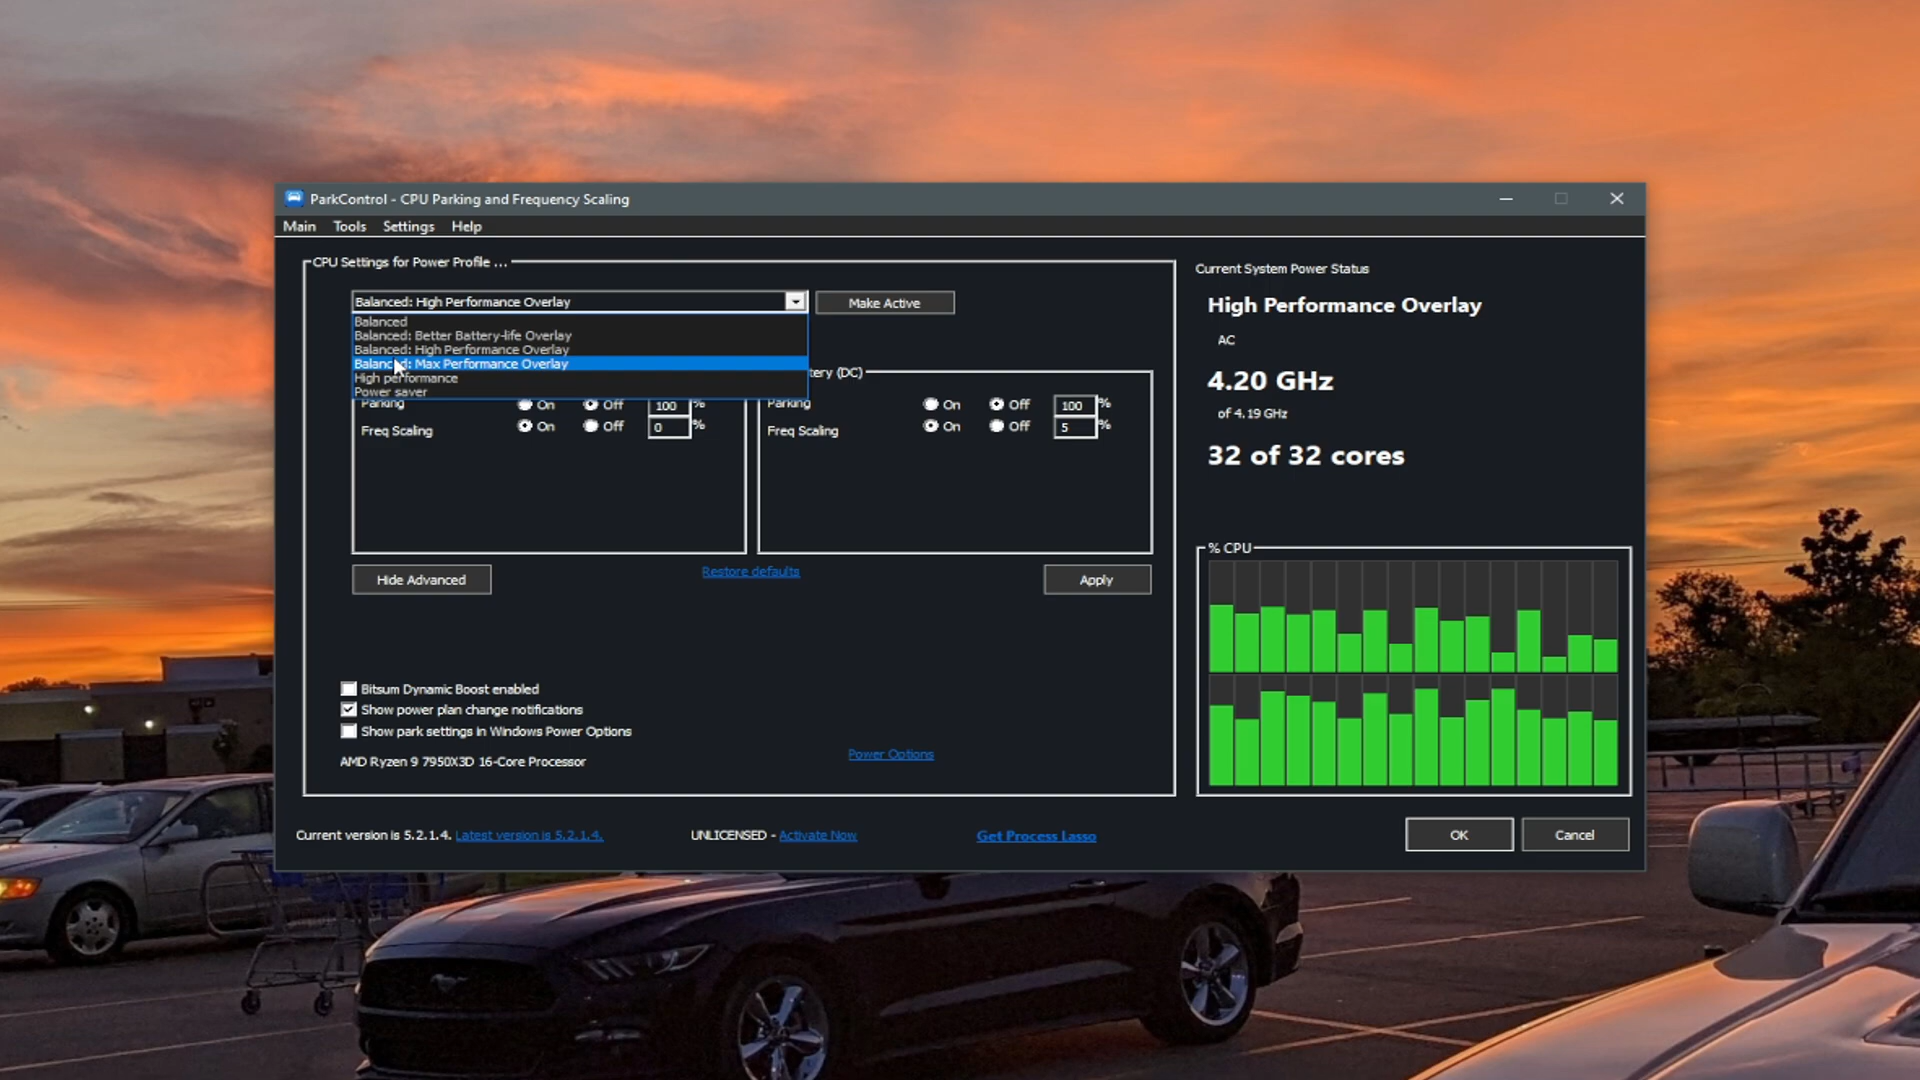 ParkControl - CPU Parking and Frequency Scaling
Main Tools Settings Help
CPU Settings for Power Profile ...
Balanced: High Performance Overlay
Make Active
Balanced
Balanced: Better Battery-life Overlay
Balanced: High Performance Overlay
Balanced: Max Performance Overlay
High performance
Power saver
tery (DC)
Parking On Off 100 %
Freq Scaling On Off 0 %
Parking On Off 100 %
Freq Scaling On Off 5 %
Hide Advanced
Restore defaults
Apply
Bitsum Dynamic Boost enabled
Show power plan change notifications
Show park settings in Windows Power Options
AMD Ryzen 9 7950X3D 16-Core Processor
Power Options
Current System Power Status
High Performance Overlay
AC
4.20 GHz
of 4.19 GHz
32 of 32 cores
% CPU
Current version is 5.2.1.4. Latest version is 5.2.1.4.
UNLICENSED - Activate Now
Get Process Lasso
OK
Cancel